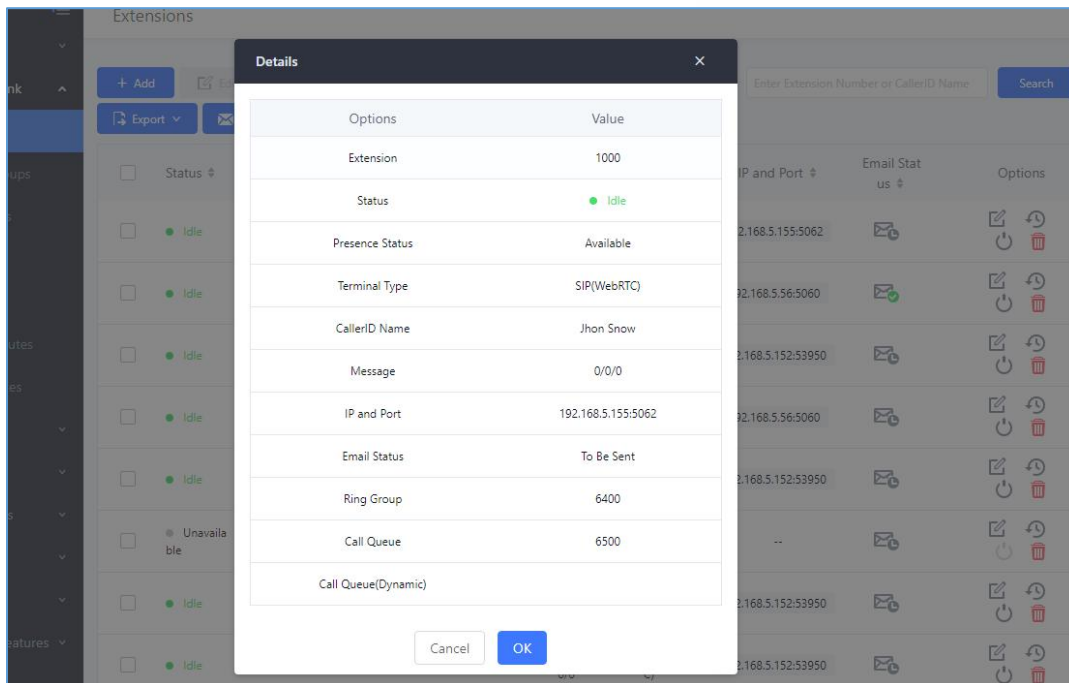 Extensions
Details
nk
+ Add
Enter Extension Number or CallerID Name
Search
Export
Options Value
Extension 1000
Status Idle
Presence Status Available
Terminal Type SIP(WebRTC)
CallerID Name Jhon Snow
Message 0/0/0
IP and Port 192.168.5.155:5062
Email Status To Be Sent
Ring Group 6400
Call Queue 6500
Call Queue(Dynamic)
Cancel OK
Status IP and Port Email Stat
us Options
ups
Idle 2.168.5.155:5062
Idle 92.168.5.56:5060
utes
Idle 2.168.5.152:53950
es
Idle 92.168.5.56:5060
Idle 2.168.5.152:53950
s
Unavaila
ble --
Idle 2.168.5.152:53950
eatures
Idle 2.168.5.152:53950